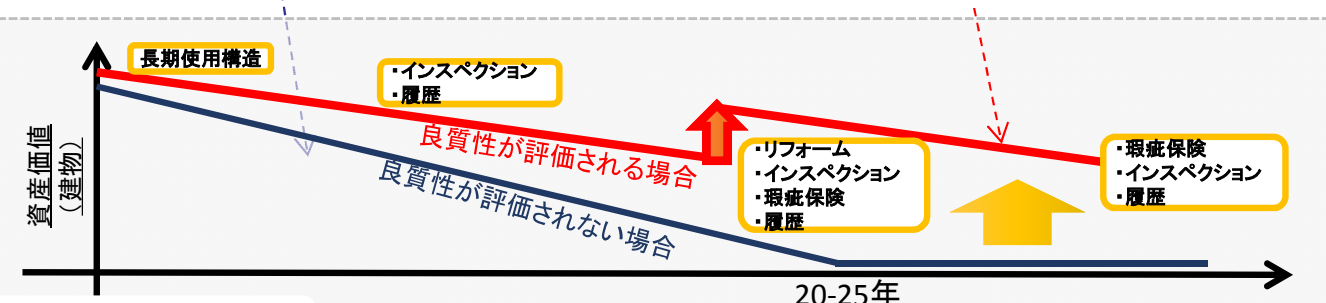 長期使用構造
・インスペクション
・履歴
良質性が評価される場合
良質性が評価されない場合
・リフォーム
・インスペクション
・瑕疵保険
・履歴
・瑕疵保険
・インスペクション
・履歴
資産価値
（建物）
20-25年